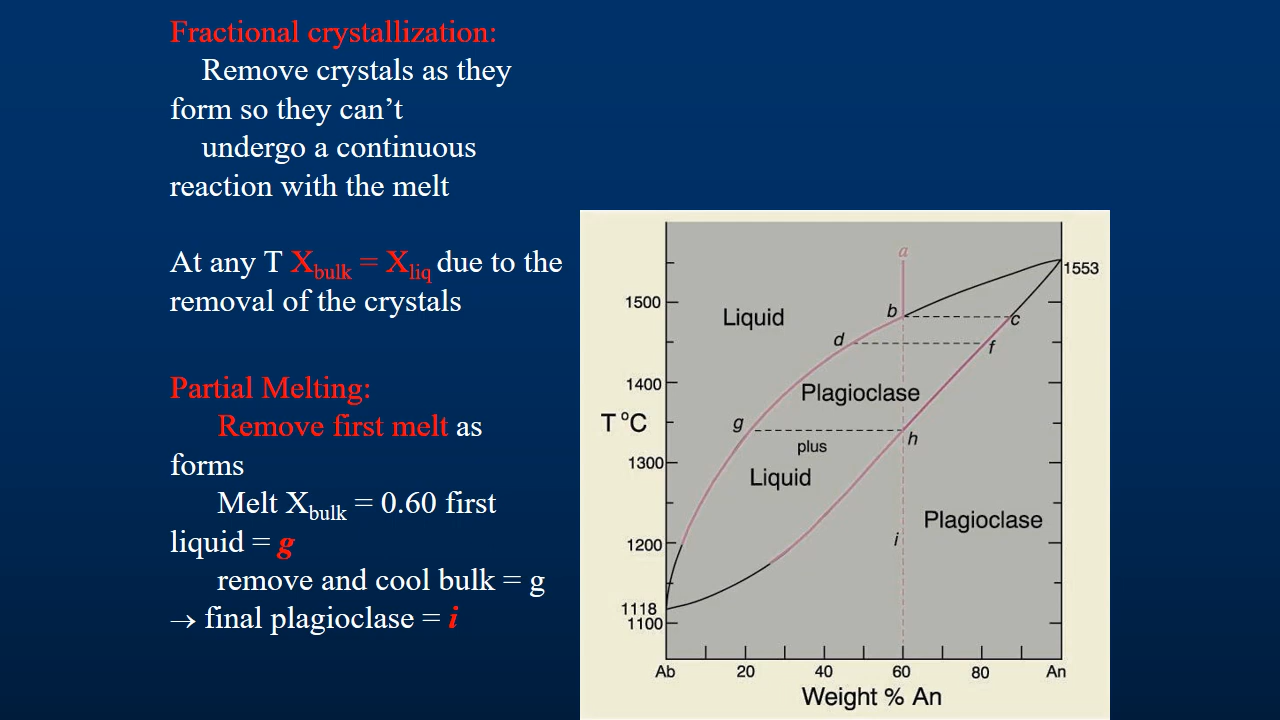 Fractional crystallization:
Remove crystals as they
form so they can’t
undergo a continuous
reaction with the melt
At any T Xbulk = Xliq due to the
removal of the crystals
Partial Melting:
Remove first melt as
forms
Melt Xbulk = 0.60 first
liquid = g
remove and cool bulk = g
→ final plagioclase = i
a
1553
1500
Liquid
b
c
d
f
1400
Plagioclase
T °C
g
h
plus
1300
Liquid
Plagioclase
i
1200
1118
1100
Ab 20 40 60 80 An
Weight % An